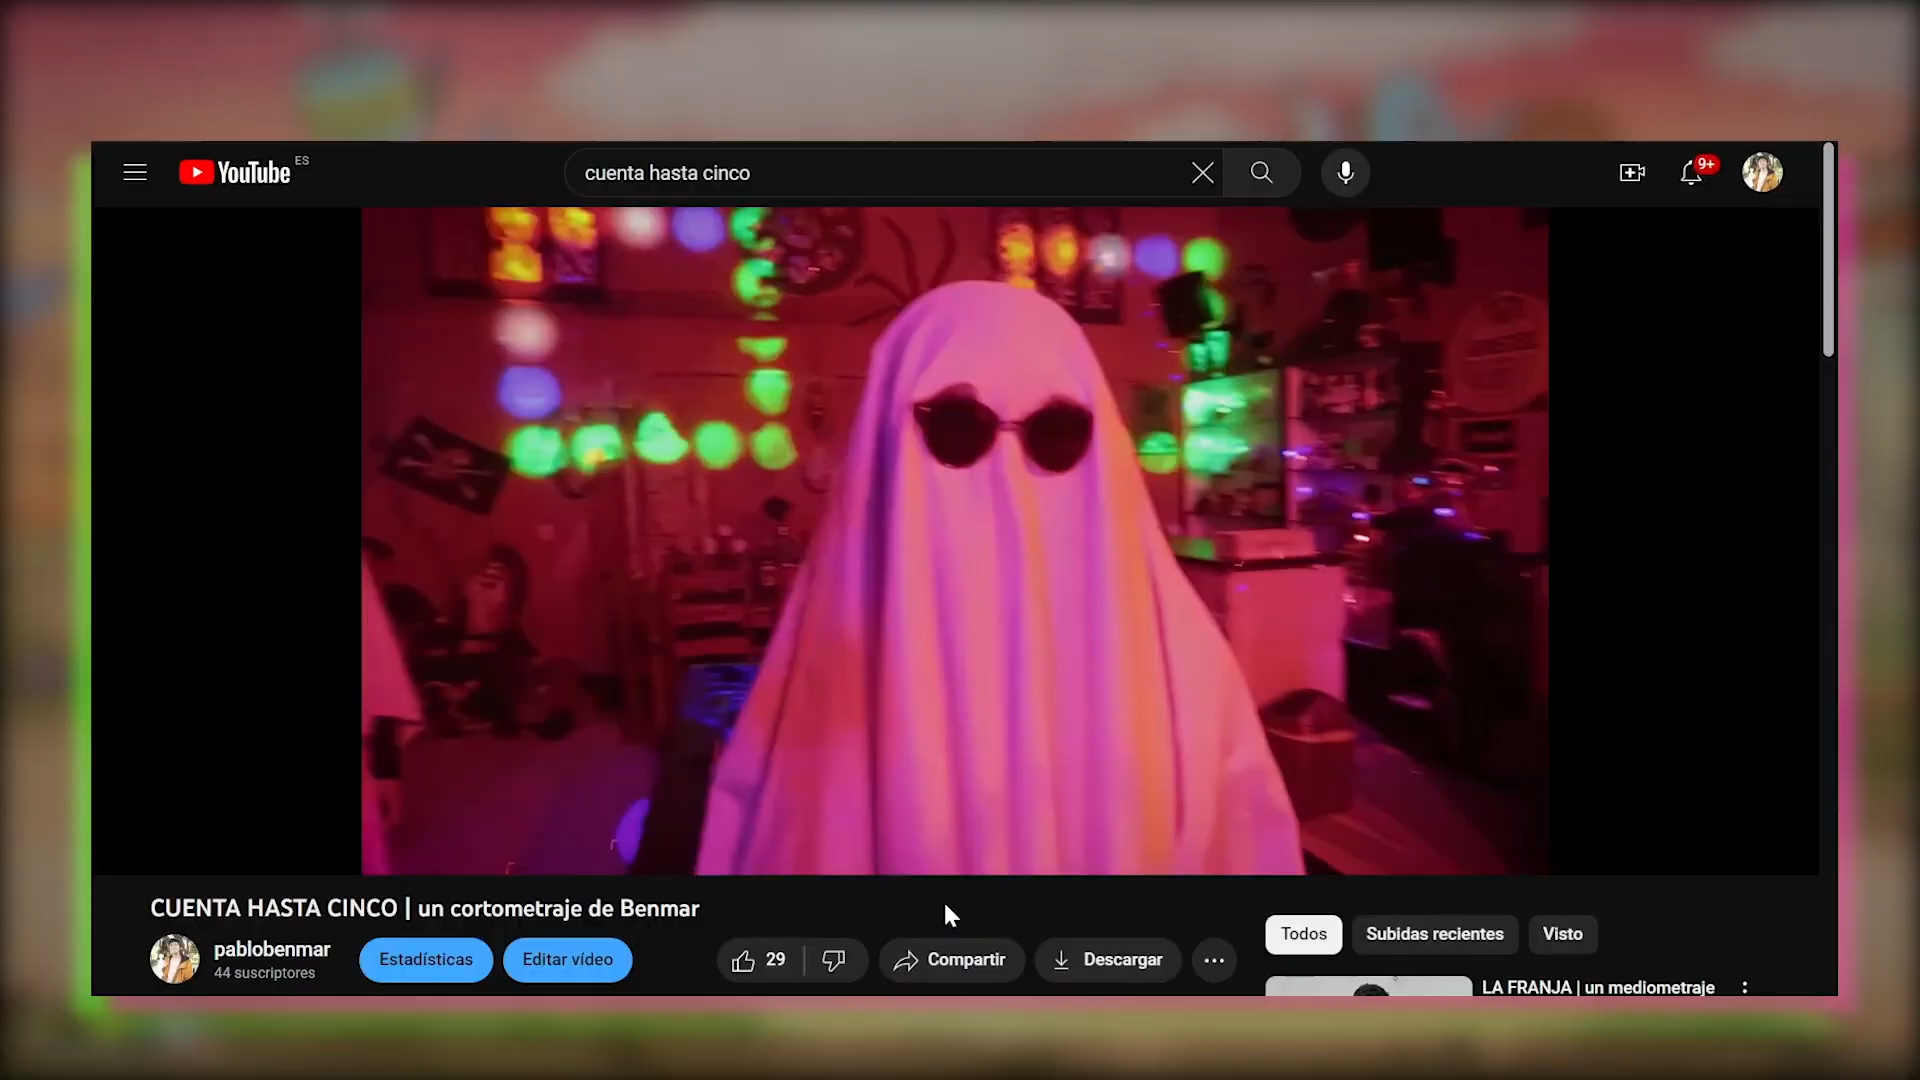 YouTube ES
cuenta hasta cinco
9+
CUENTA HASTA CINCO | un cortometraje de Benmar
pablobenmar
44 suscriptores
Estadísticas
Editar vídeo
29
Compartir
Descargar
Todos
Subidas recientes
Visto
LA FRANJA | un mediometraje